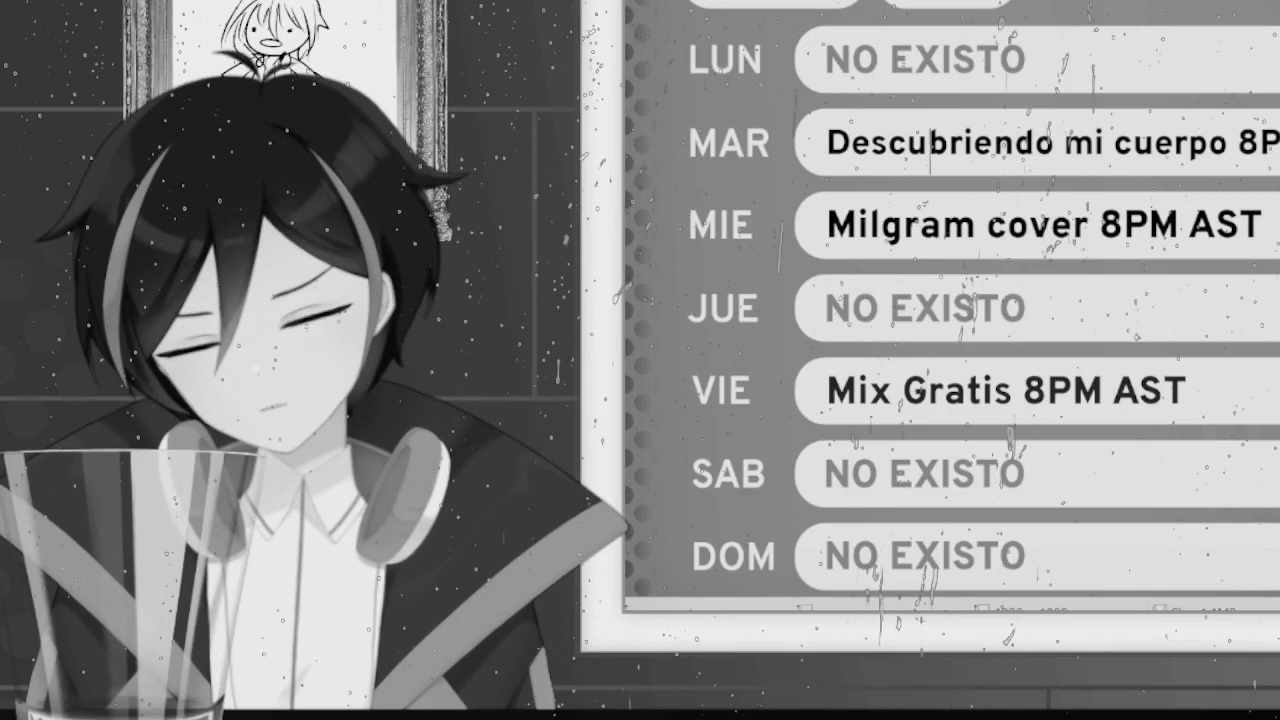 LUN NO EXISTO
MAR Descubriendo mi cuerpo 8P
MIE Milgram cover 8PM AST
JUE NO EXISTO
VIE Mix Gratis 8PM AST
SAB NO EXISTO
DOM NO EXISTO